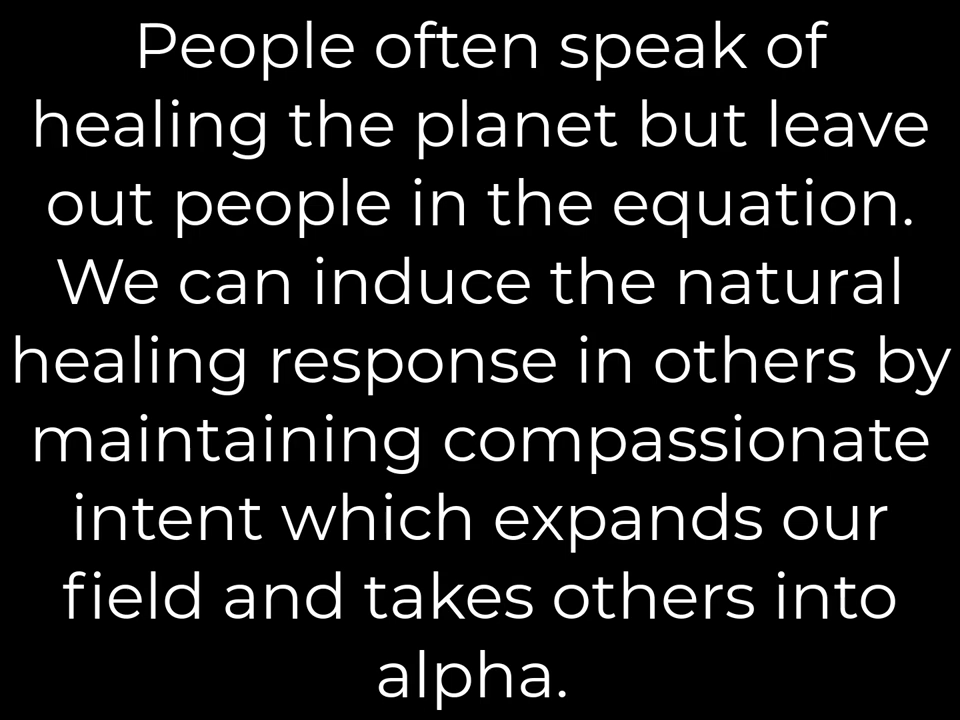 People often speak of
healing the planet but leave
out people in the equation.
We can induce the natural
healing response in others by
maintaining compassionate
intent which expands our
field and takes others into
alpha.